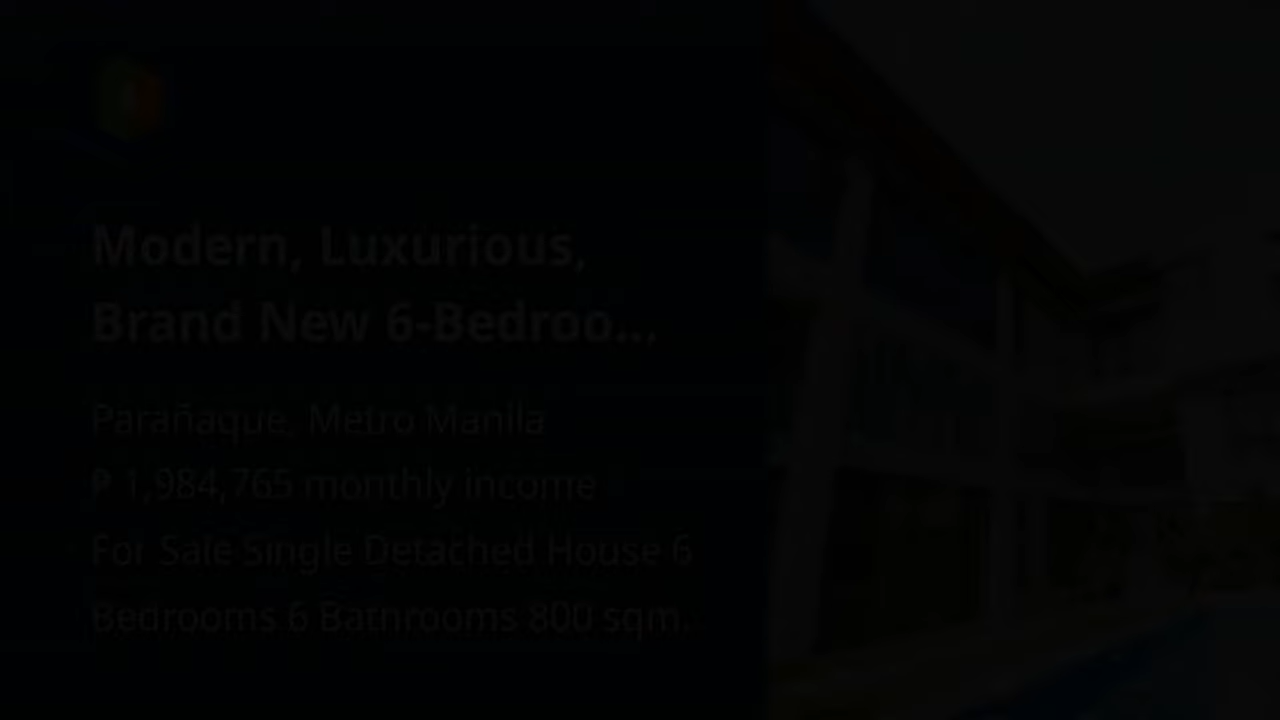 Modern, Luxurious,
Brand New 6-Bedroo...
Parañaque, Metro Manila
₱ 1,984,765 monthly income
For Sale Single Detached House 6
Bedrooms 6 Bathrooms 800 sqm.